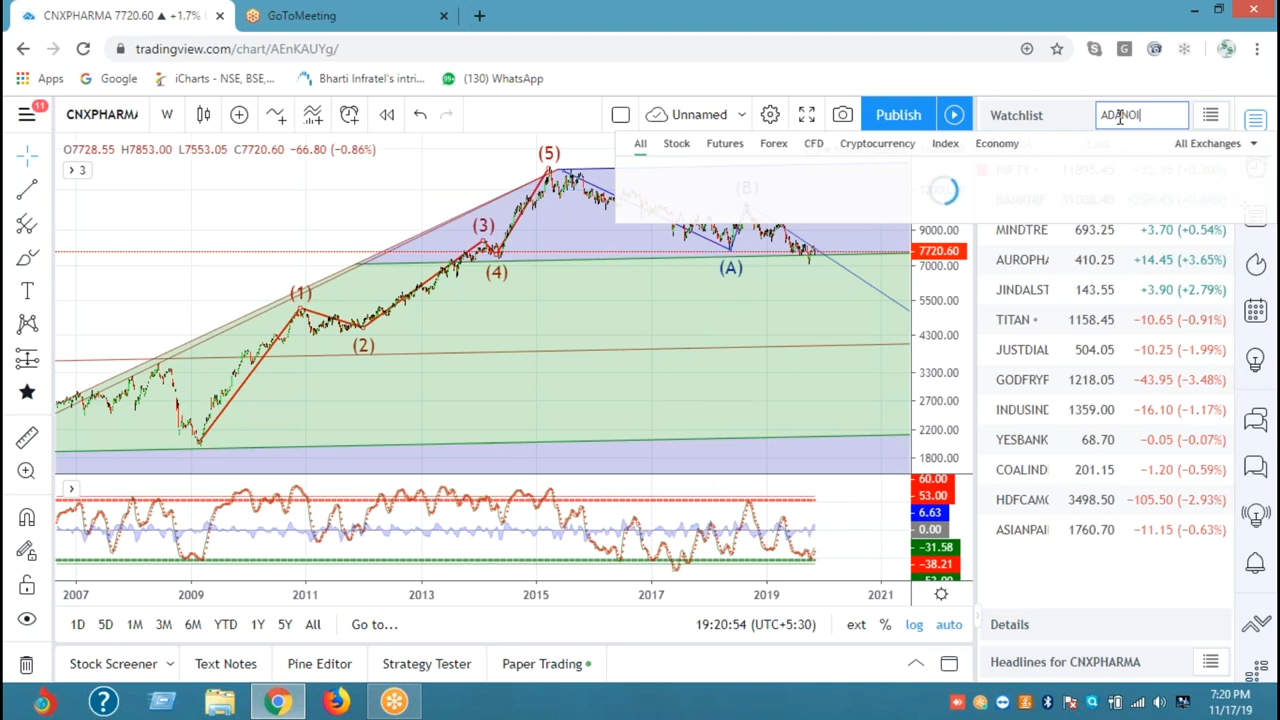 CNXPHARMA 7720.60 ▲ +1.7%
GoToMeeting
tradingview.com/chart/AEnKAUYg/
Apps Google iCharts - NSE, BSE,... Bharti Infratel's intri... (130) WhatsApp
11
CNXPHARMA W Unnamed Publish Watchlist ADANOI
O7728.55 H7853.00 L7553.05 C7720.60 −66.80 (−0.86%)
All Stock Futures Forex CFD Cryptocurrency Index Economy All Exchanges
3
NIFTY 11895.45
MINDTREE 693.25 +3.70 (+0.54%)
AUROPHA 410.25 +14.45 (+3.65%)
JINDALST 143.55 +3.90 (+2.79%)
TITAN 1158.45 −10.65 (−0.91%)
JUSTDIAL 504.05 −10.25 (−1.99%)
GODFRYP 1218.05 −43.95 (−3.48%)
INDUSIND 1359.00 −16.10 (−1.17%)
YESBANK 68.70 −0.05 (−0.07%)
COALIND 201.15 −1.20 (−0.59%)
HDFCAMC 3498.50 −105.50 (−2.93%)
ASIANPAI 1760.70 −11.15 (−0.63%)
(5)
(B)
(3)
(4)
(A)
(1)
(2)
9000.00
7720.60
7000.00
5500.00
4300.00
3300.00
2700.00
2200.00
1800.00
60.00
53.00
6.63
0.00
−31.58
−38.21
2007 2009 2011 2013 2015 2017 2019 2021
1D 5D 1M 3M 6M YTD 1Y 5Y All Go to... 19:20:54 (UTC+5:30) ext % log auto
Details
Stock Screener Text Notes Pine Editor Strategy Tester Paper Trading
Headlines for CNXPHARMA
7:20 PM
11/17/19